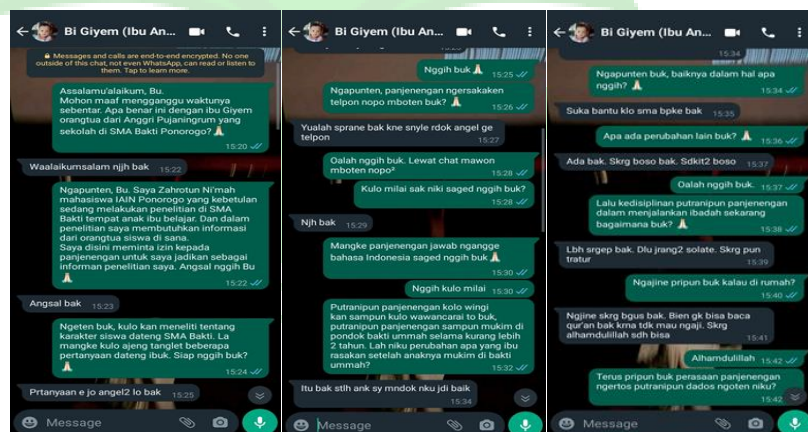 Bi Giyem (Ibu An...
Messages and calls are end-to-end encrypted. No one
outside of this chat, not even WhatsApp, can read or listen to
them. Tap to learn more.
Assalamu'alaikum, Bu.
Mohon maaf mengganggu waktunya
sebentar. Apa benar ini dengan ibu Giyem
orangtua dari Anggri Pujaningrum yang
sekolah di SMA Bakti Ponorogo? 🙏
15:20
Waalaikumsalam njjh bak 15:22
Ngapunten, Bu. Saya Zahrotun Ni'mah
mahasiswa IAIN Ponorogo yang kebetulan
sedang melakukan penelitian di SMA
Bakti tempat anak ibu belajar. Dan dalam
penelitian saya membutuhkan informasi
dari orangtua siswa di sana.
Saya disini meminta izin kepada
panjenengan untuk saya jadikan sebagai
informan penelitian saya. Angsal nggih Bu
🙏 15:22
Angsal bak 15:23
Ngeten buk, kulo kan meneliti tentang
karakter siswa dateng SMA Bakti. La
mangke kulo ajeng tanglet beberapa
pertanyaan dateng ibuk. Siap nggih buk?
🙏 15:24
Prtanyaan e jo angel2 lo bak 15:25
Message
Bi Giyem (Ibu An...
Nggih buk 🙏 15:25
Ngapunten, panjenengan ngersakaken
telpon nopo mboten buk? 🙏 15:26
Yualah sprane bak kne snyle rdok angel ge
telpon 15:27
Oalah nggih buk. Lewat chat mawon
mboten nopo² 15:28
Kulo milai sak niki saged nggih buk?
15:28
Njh bak 15:29
Mangke panjenengan jawab ngangge
bahasa Indonesia saged nggih buk 🙏
15:30
Nggih kulo milai 15:30
Putranipun panjenengan kolo wingi
kan sampun kulo wawancarai to buk,
putranipun panjenengan sampun mukim di
pondok bakti ummah selama kurang lebih
2 tahun. Lah niku perubahan apa yang ibu
rasakan setelah anaknya mukim di bakti
ummah? 15:32
Itu bak stlh ank sy mndok nku jdi baik
15:34
Message
Bi Giyem (Ibu An...
15:34
Ngapunten buk, baiknya dalam hal apa
nggih? 🙏 15:34
Suka bantu klo sma bpke bak 15:35
Apa ada perubahan lain buk? 🙏 15:36
Ada bak. Skrg boso bak. Sdkit2 boso 15:37
Oalah nggih buk. 15:37
Lalu kedisiplinan putranipun panjenengan
dalam menjalankan ibadah sekarang
bagaimana buk? 15:38
Lbh srgep bak. Dlu jrang2 solate. Skrg pun
tratur 15:39
Ngajine pripun buk kalau di rumah?
15:40
Ngjine skrg bgus bak. Bien gk bisa baca
qur'an bak krna tdk mau ngaji. Skrg
alhamdulillah sdh bisa 15:41
Alhamdulillah 15:42
Terus pripun buk perasaan panjenengan
ngertos putranipun dados ngoten niku?
15:42
Message